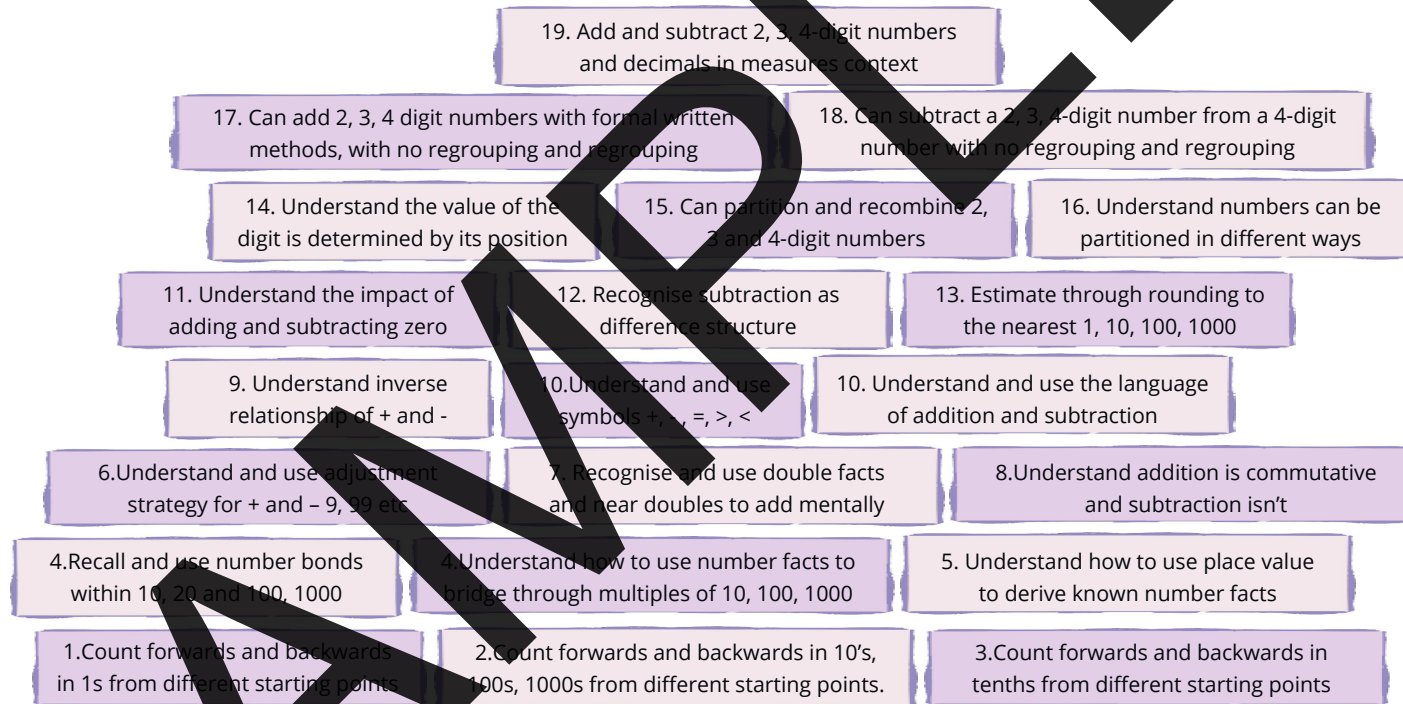 19. Add and subtract 2, 3, 4-digit numbers
and decimals in measures context
17. Can add 2, 3, 4 digit numbers with formal written
methods, with no regrouping and regrouping
18. Can subtract a 2, 3, 4-digit number from a 4-digit
number with no regrouping and regrouping
14. Understand the value of the
digit is determined by its position
15. Can partition and recombine 2,
3 and 4-digit numbers
16. Understand numbers can be
partitioned in different ways
11. Understand the impact of
adding and subtracting zero
12. Recognise subtraction as
difference structure
13. Estimate through rounding to
the nearest 1, 10, 100, 1000
9. Understand inverse
relationship of + and -
10.Understand and use
symbols +, - , =, >, <
10. Understand and use the language
of addition and subtraction
6.Understand and use adjustment
strategy for + and – 9, 99 etc
7. Recognise and use double facts
and near doubles to add mentally
8.Understand addition is commutative
and subtraction isn’t
4.Recall and use number bonds
within 10, 20 and 100, 1000
4.Understand how to use number facts to
bridge through multiples of 10, 100, 1000
5. Understand how to use place value
to derive known number facts
1.Count forwards and backwards
in 1s from different starting points
2.Count forwards and backwards in 10’s,
100s, 1000s from different starting points.
3.Count forwards and backwards in
tenths from different starting points
AMPL